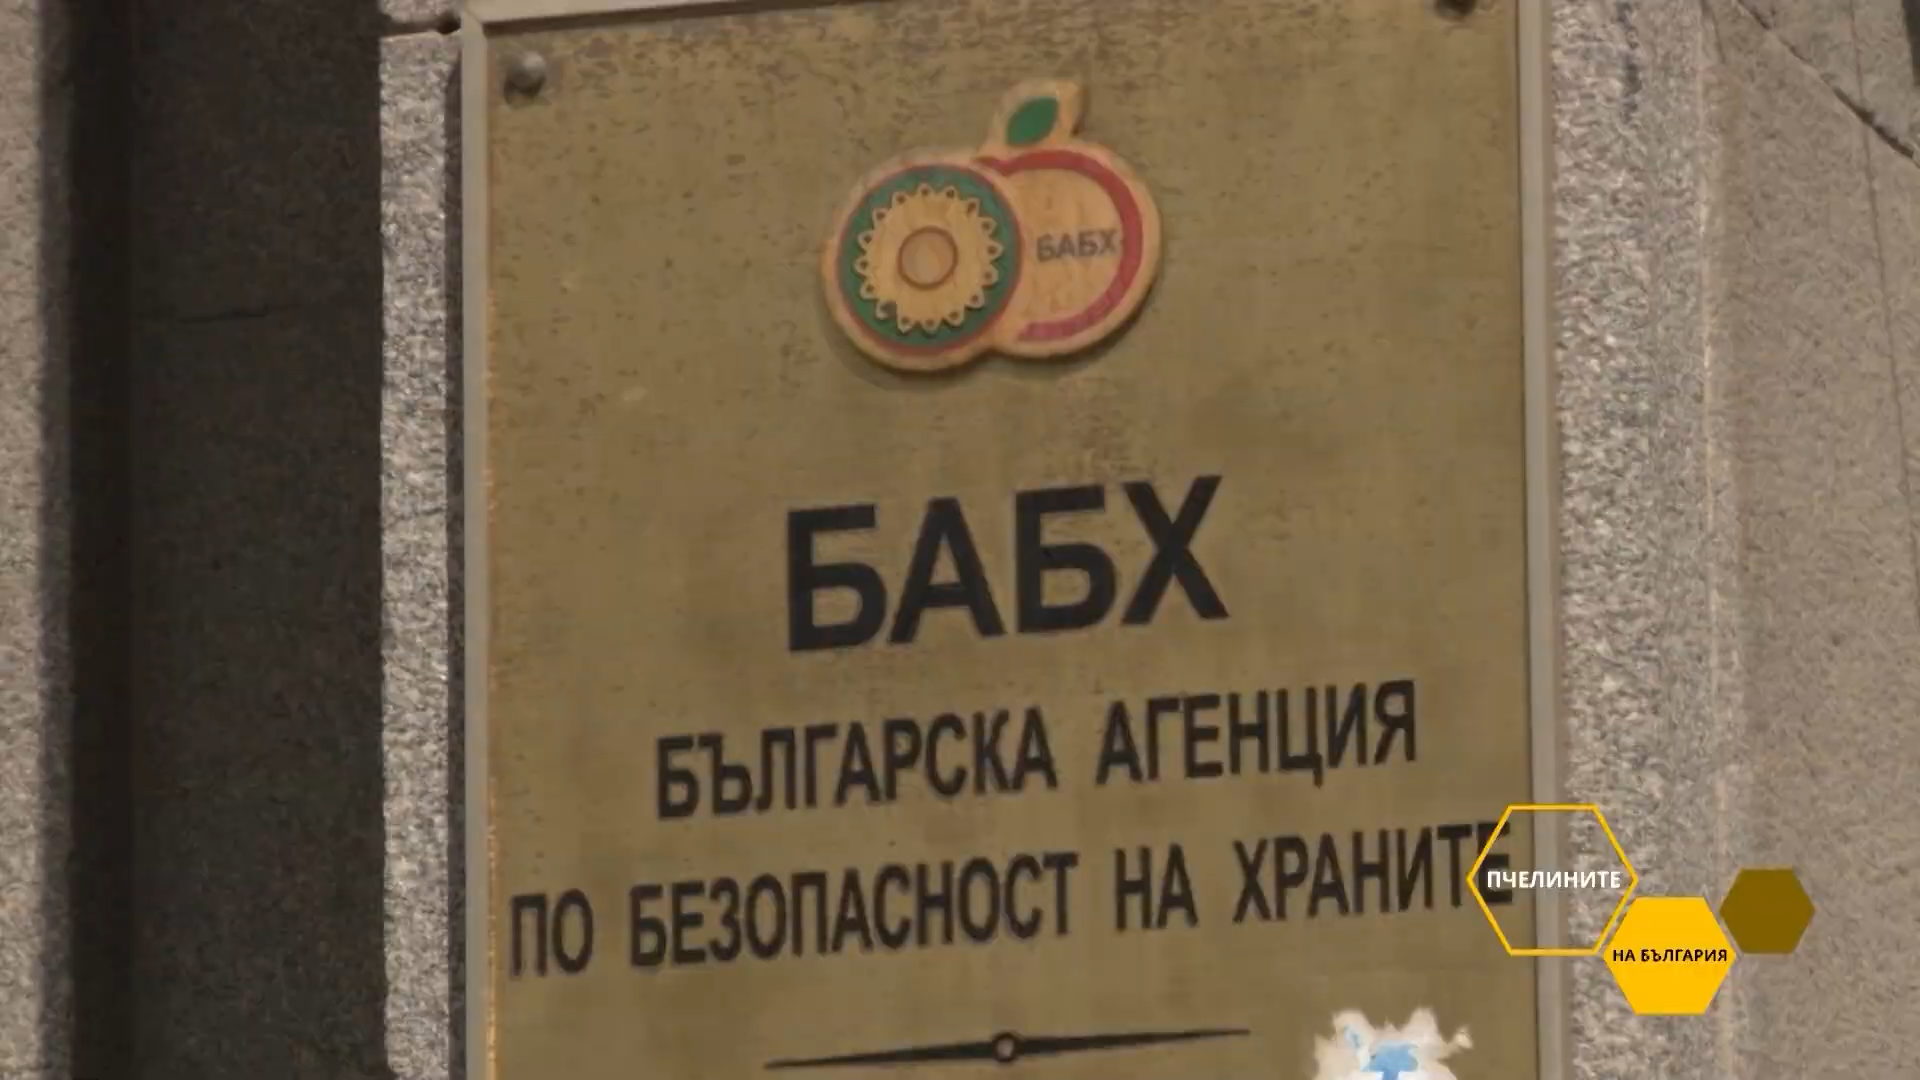 БАБХ
БАБХ
БЪЛГАРСКА АГЕНЦИЯ
ПО БЕЗОПАСНОСТ НА ХРАНИТЕ
ПЧЕЛИНИТЕ
НА БЪЛГАРИЯ